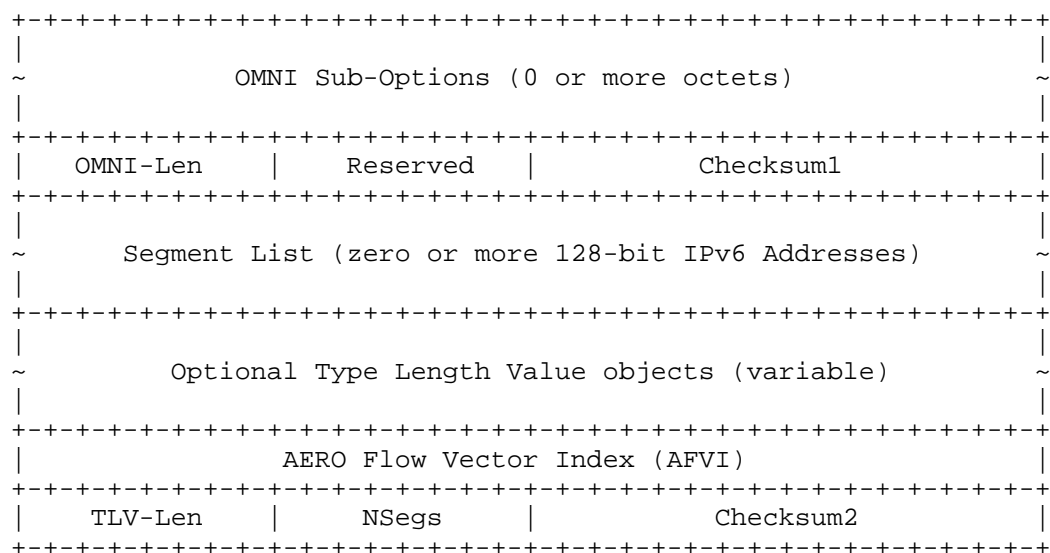 +-+-+-+-+-+-+-+-+-+-+-+-+-+-+-+-+-+-+-+-+-+-+-+-+-+-+-+-+-+-+-+-+
|                                                               |
~             OMNI Sub-Options (0 or more octets)               ~
|                                                               |
+-+-+-+-+-+-+-+-+-+-+-+-+-+-+-+-+-+-+-+-+-+-+-+-+-+-+-+-+-+-+-+-+
|   OMNI-Len    |    Reserved   |          Checksum1            |
+-+-+-+-+-+-+-+-+-+-+-+-+-+-+-+-+-+-+-+-+-+-+-+-+-+-+-+-+-+-+-+-+
|                                                               |
~      Segment List (zero or more 128-bit IPv6 Addresses)       ~
|                                                               |
+-+-+-+-+-+-+-+-+-+-+-+-+-+-+-+-+-+-+-+-+-+-+-+-+-+-+-+-+-+-+-+-+
|                                                               |
~         Optional Type Length Value objects (variable)         ~
|                                                               |
+-+-+-+-+-+-+-+-+-+-+-+-+-+-+-+-+-+-+-+-+-+-+-+-+-+-+-+-+-+-+-+-+
|                AERO Flow Vector Index (AFVI)                  |
+-+-+-+-+-+-+-+-+-+-+-+-+-+-+-+-+-+-+-+-+-+-+-+-+-+-+-+-+-+-+-+-+
|    TLV-Len    |     NSegs     |           Checksum2           |
+-+-+-+-+-+-+-+-+-+-+-+-+-+-+-+-+-+-+-+-+-+-+-+-+-+-+-+-+-+-+-+-+